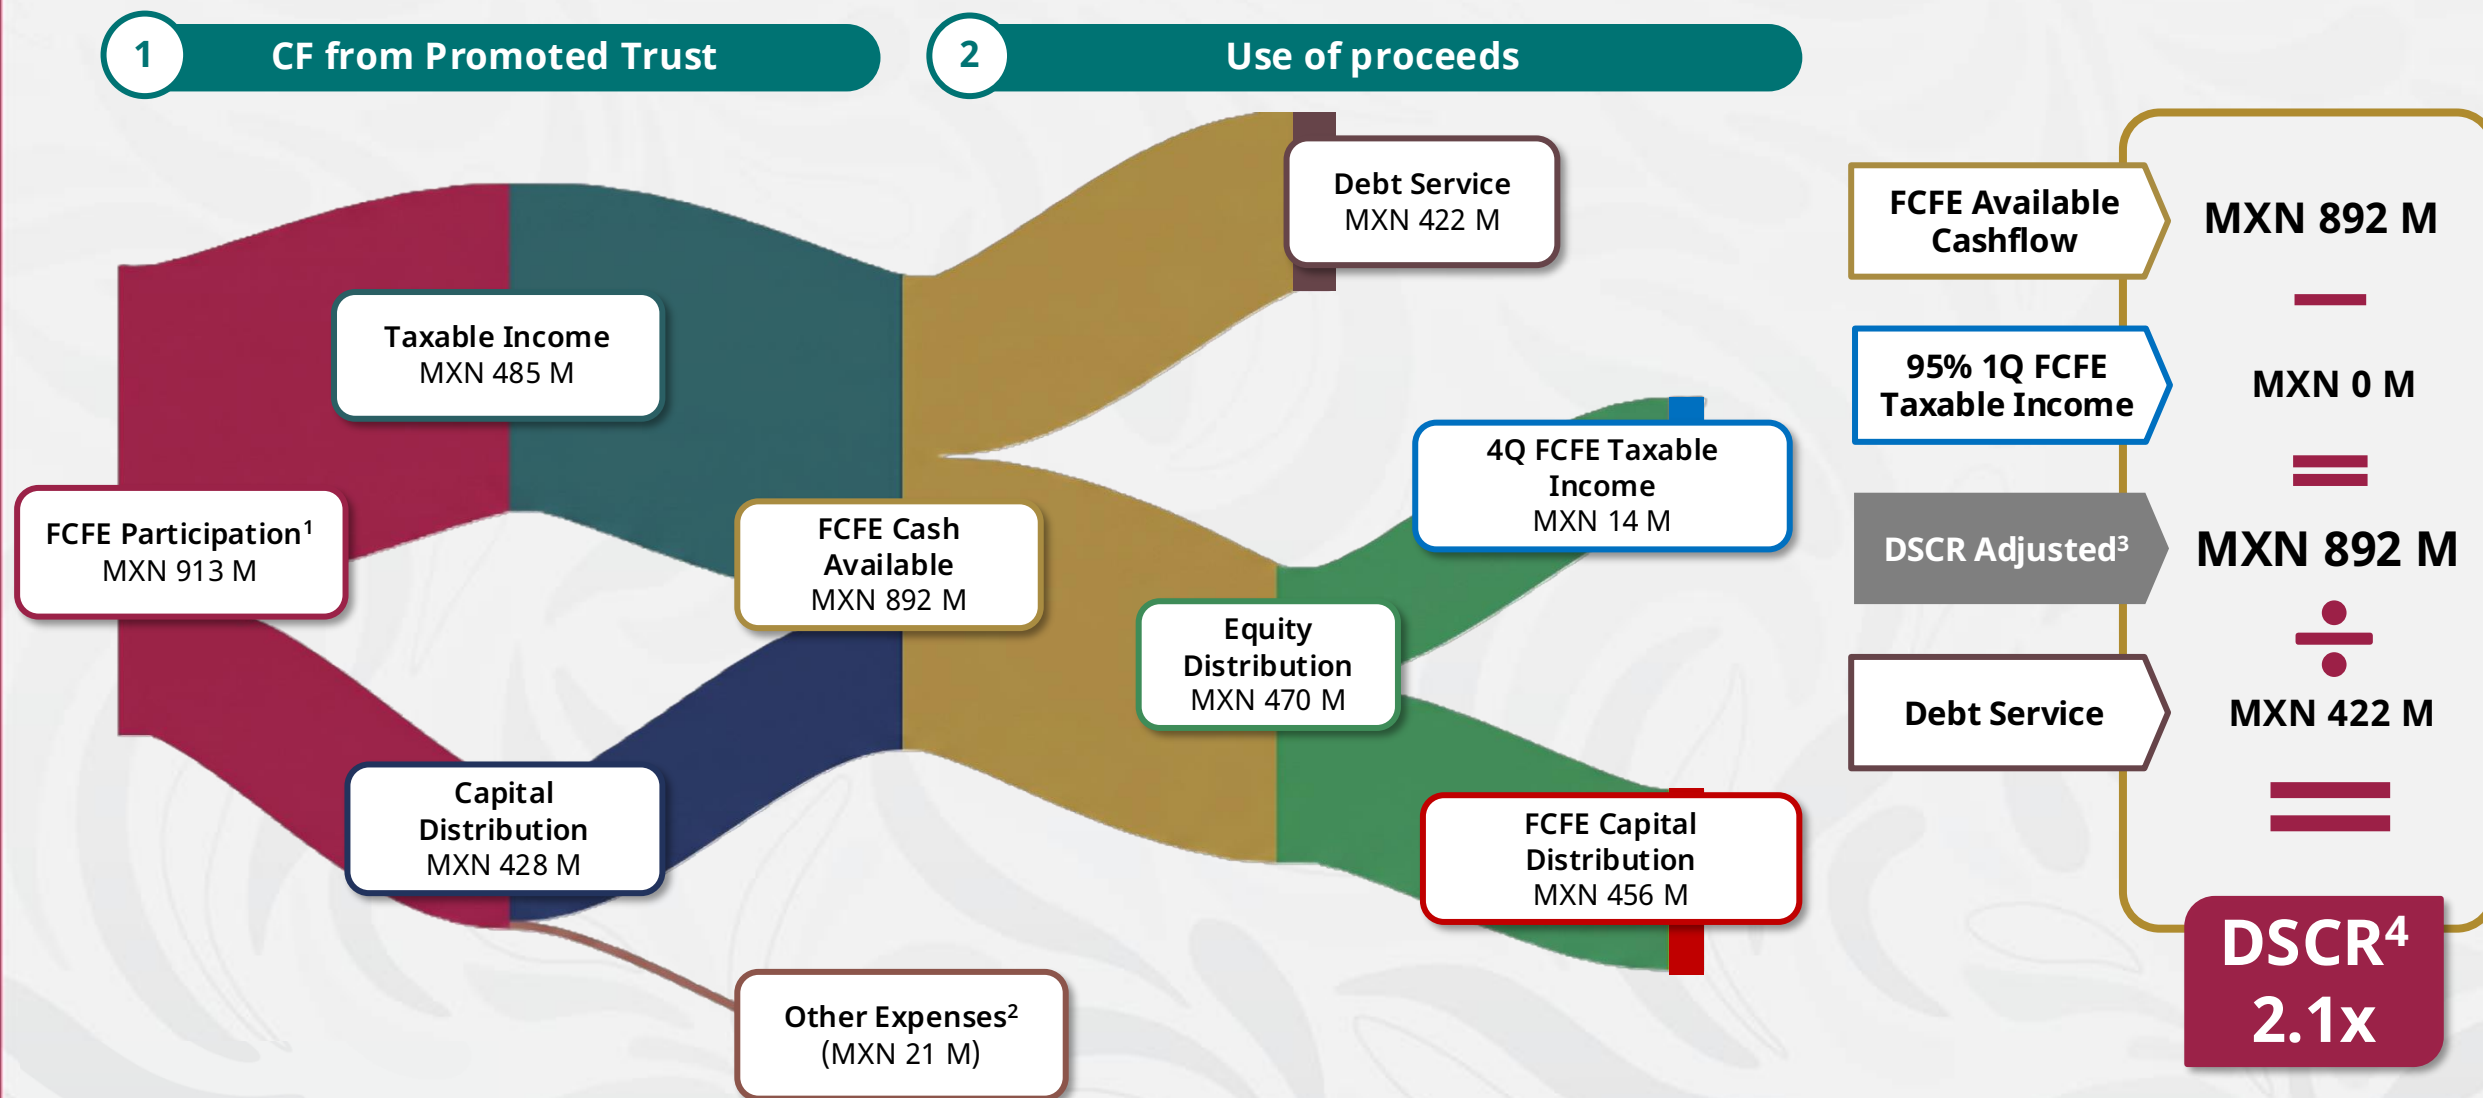 1
CF from Promoted Trust
2
Use of proceeds
FCFE Participation¹
MXN 913 M
Taxable Income
MXN 485 M
Capital
Distribution
MXN 428 M
Other Expenses²
(MXN 21 M)
FCFE Cash
Available
MXN 892 M
Debt Service
MXN 422 M
Equity
Distribution
MXN 470 M
4Q FCFE Taxable
Income
MXN 14 M
FCFE Capital
Distribution
MXN 456 M
FCFE Available
Cashflow
MXN 892 M
−
95% 1Q FCFE
Taxable Income
MXN 0 M
=
DSCR Adjusted³
MXN 892 M
÷
Debt Service
MXN 422 M
=
DSCR⁴
2.1x